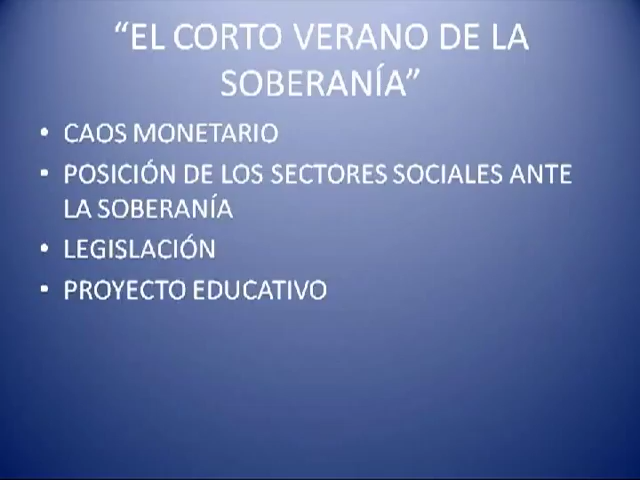 “EL CORTO VERANO DE LA
SOBERANÍA”
• CAOS MONETARIO
• POSICIÓN DE LOS SECTORES SOCIALES ANTE
LA SOBERANÍA
• LEGISLACIÓN
• PROYECTO EDUCATIVO